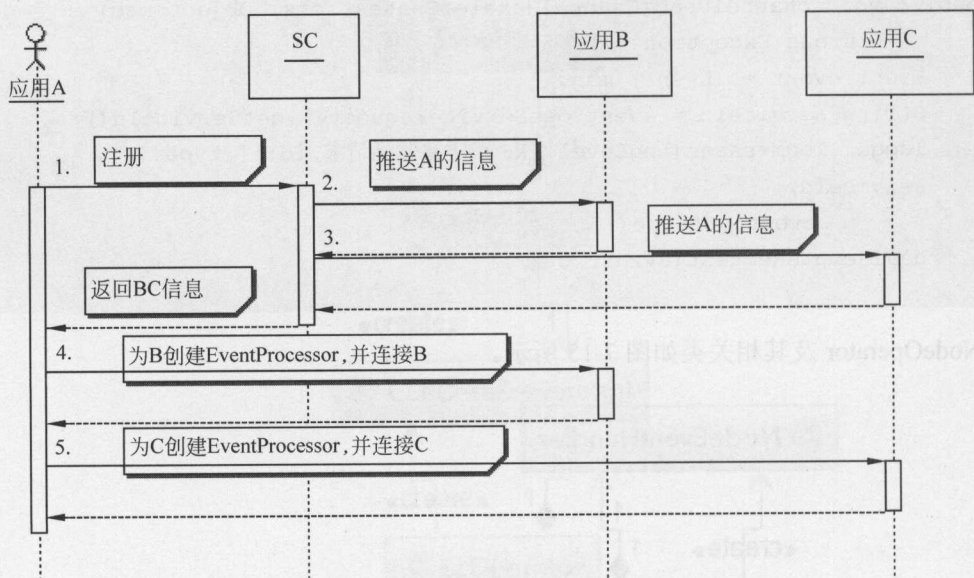 应用A
SC
应用B
应用C
1.
注册
2.
推送A的信息
3.
推送A的信息
返回BC信息
4.
为B创建EventProcessor,并连接B
5.
为C创建EventProcessor,并连接C